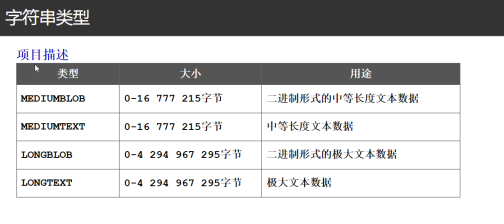 字符串类型
项目描述
类型 大小 用途
MEDIUMBLOB 0-16 777 215字节 二进制形式的中等长度文本数据
MEDIUMTEXT 0-16 777 215字节 中等长度文本数据
LONGBLOB 0-4 294 967 295字节 二进制形式的极大文本数据
LONGTEXT 0-4 294 967 295字节 极大文本数据